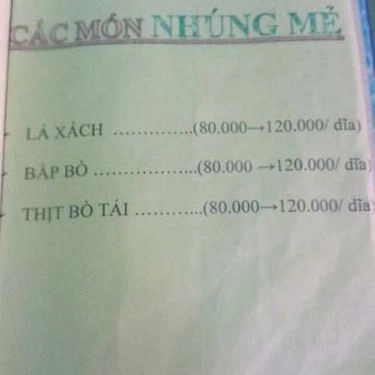 CÁC MÓN NHÚNG MẺ
LÁ XÁCH .............(80.000→120.000/ dĩa)
BẮP BÒ .................(80.000 →120.000/ dĩa)
THỊT BÒ TÁI ...........(80.000→120.000/ dĩa